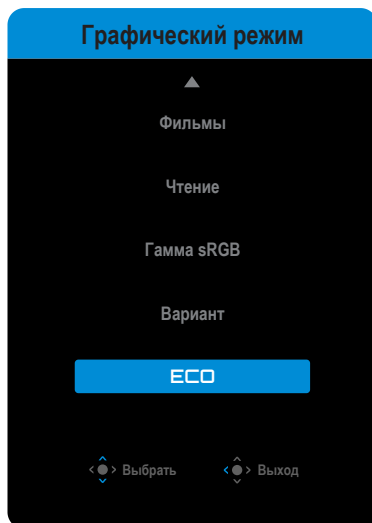 Графический режим
Фильмы
Чтение
Гамма sRGB
Вариант
ECO
Выбрать Выход